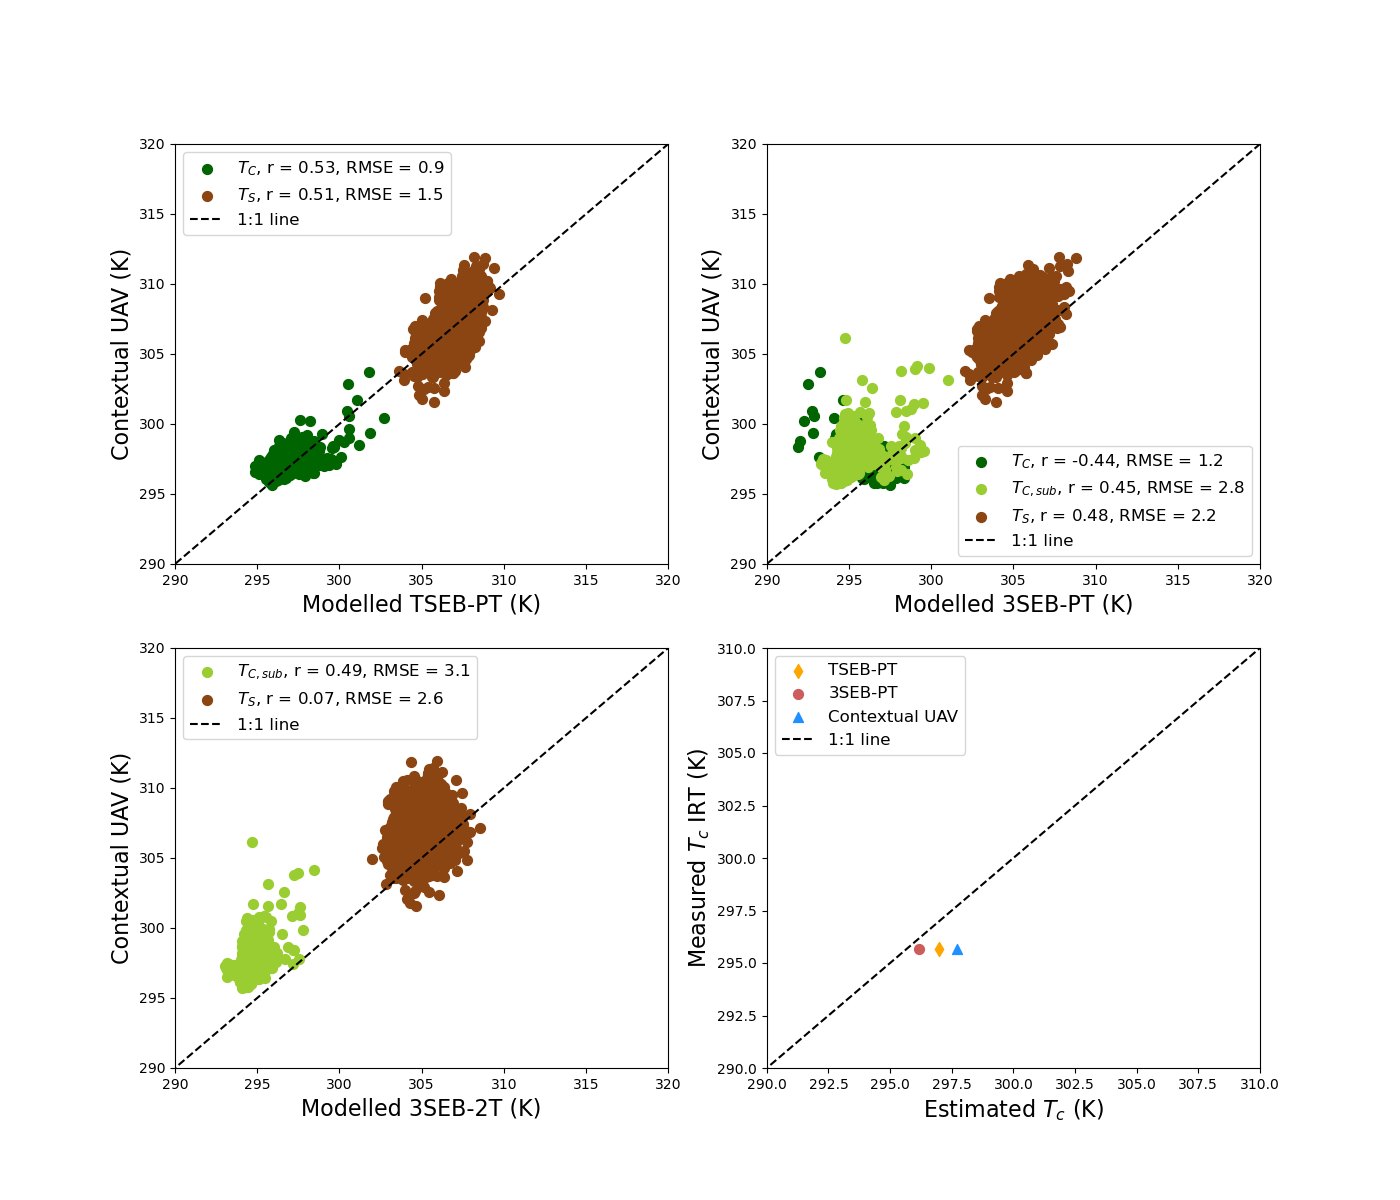 320
315
310
305
300
295
290
Contextual UAV (K)
T_C, r = 0.53, RMSE = 0.9
T_S, r = 0.51, RMSE = 1.5
1:1 line
290 295 300 305 310 315 320
Modelled TSEB-PT (K)
320
315
310
305
300
295
290
Contextual UAV (K)
T_C, r = -0.44, RMSE = 1.2
T_{C,sub}, r = 0.45, RMSE = 2.8
T_S, r = 0.48, RMSE = 2.2
1:1 line
290 295 300 305 310 315 320
Modelled 3SEB-PT (K)
320
315
310
305
300
295
290
Contextual UAV (K)
T_{C,sub}, r = 0.49, RMSE = 3.1
T_S, r = 0.07, RMSE = 2.6
1:1 line
290 295 300 305 310 315 320
Modelled 3SEB-2T (K)
310.0
307.5
305.0
302.5
300.0
297.5
295.0
292.5
290.0
Measured T_c IRT (K)
TSEB-PT
3SEB-PT
Contextual UAV
1:1 line
290.0 292.5 295.0 297.5 300.0 302.5 305.0 307.5 310.0
Estimated T_c (K)